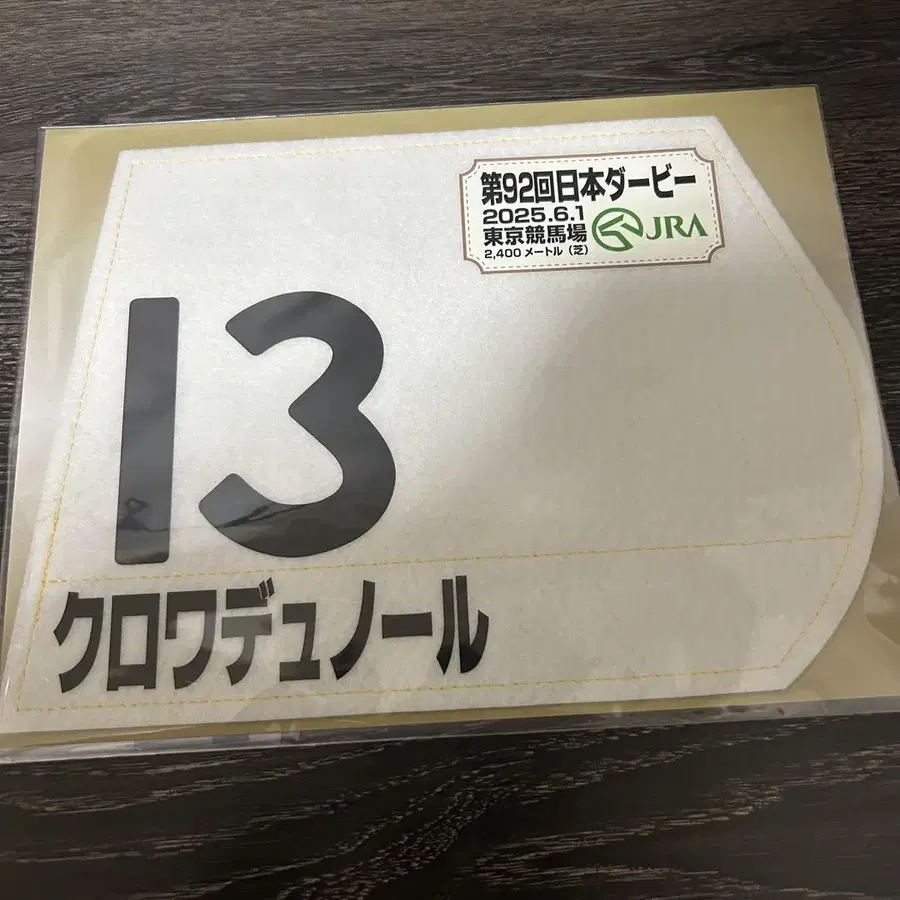 第92回日本ダービー
2025.6.1
東京競馬場
2,400メートル（芝）
JRA
13
クロワデュノール